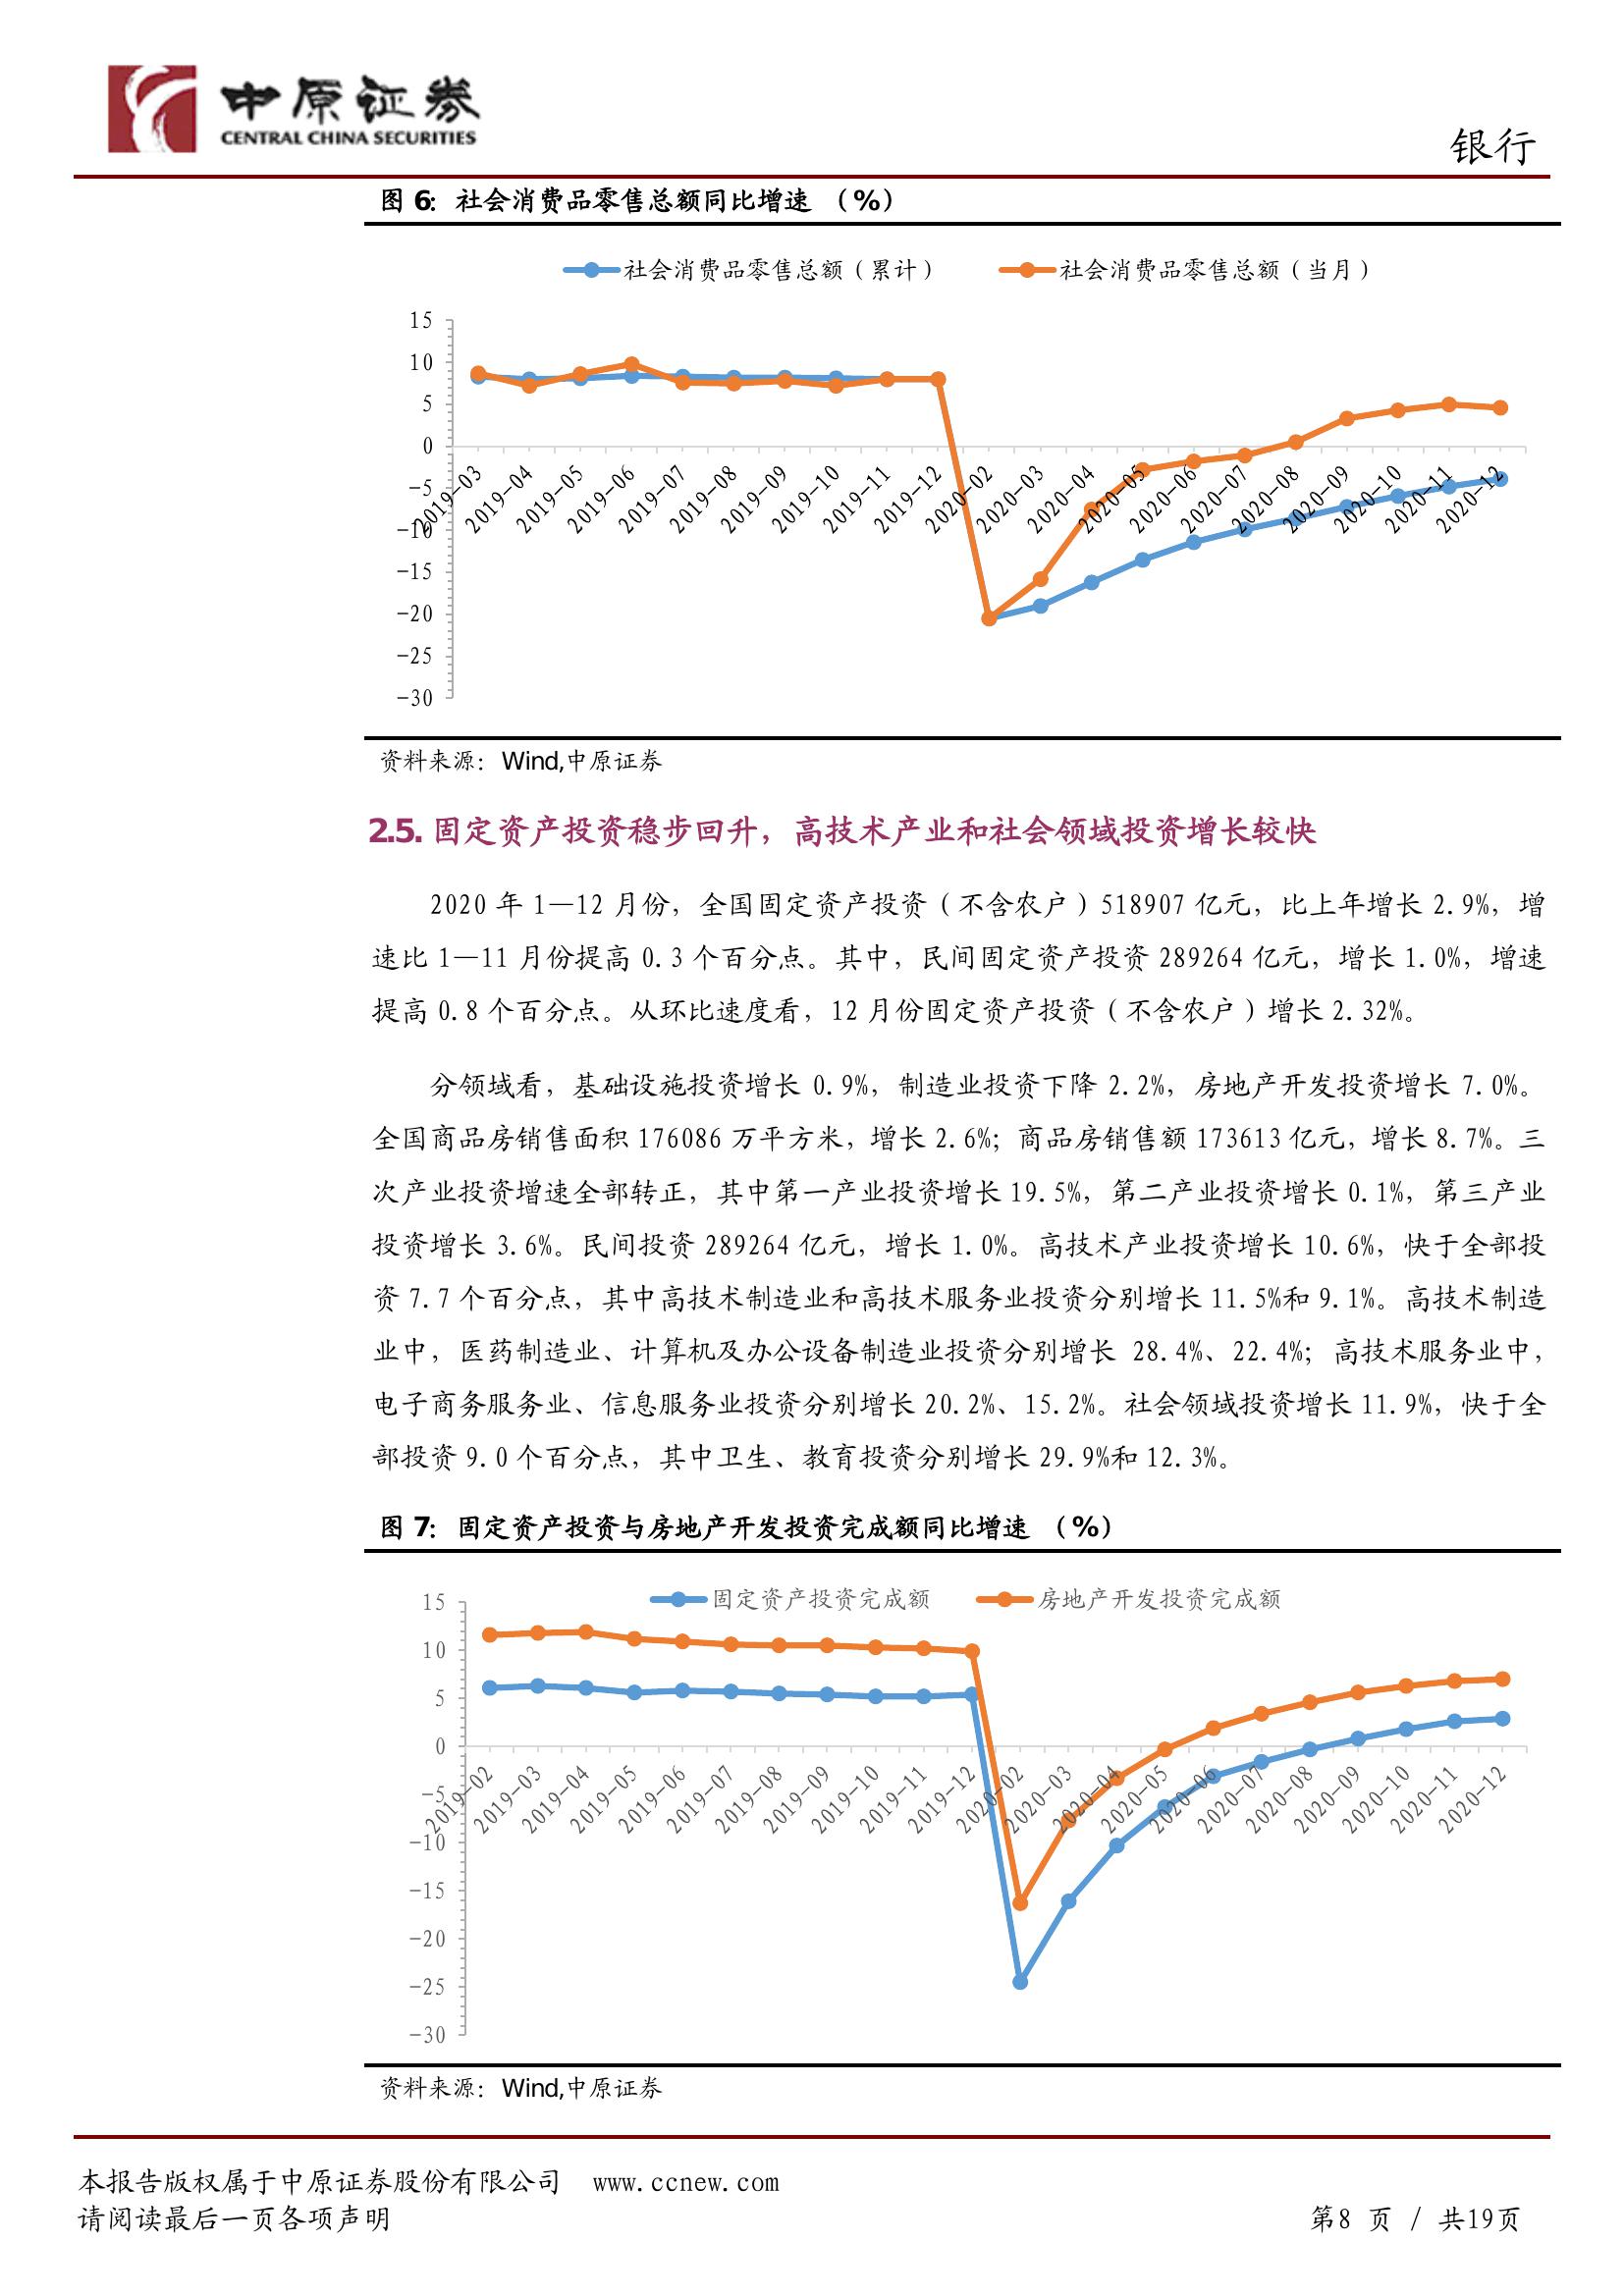 中原证券
CENTRAL CHINA SECURITIES
银行
图 6：社会消费品零售总额同比增速 （%）
社会消费品零售总额（累计）
社会消费品零售总额（当月）
15
10
5
0
-5
-10
-15
-20
-25
-30
2019-03
2019-04
2019-05
2019-06
2019-07
2019-08
2019-09
2019-10
2019-11
2019-12
2020-02
2020-03
2020-04
2020-05
2020-06
2020-07
2020-08
2020-09
2020-10
2020-11
2020-12
资料来源：Wind,中原证券
2.5. 固定资产投资稳步回升，高技术产业和社会领域投资增长较快
2020 年 1—12 月份，全国固定资产投资（不含农户）518907 亿元，比上年增长 2.9%，增
速比 1—11 月份提高 0.3 个百分点。其中，民间固定资产投资 289264 亿元，增长 1.0%，增速
提高 0.8 个百分点。从环比速度看，12 月份固定资产投资（不含农户）增长 2.32%。
分领域看，基础设施投资增长 0.9%，制造业投资下降 2.2%，房地产开发投资增长 7.0%。
全国商品房销售面积 176086 万平方米，增长 2.6%；商品房销售额 173613 亿元，增长 8.7%。三
次产业投资增速全部转正，其中第一产业投资增长 19.5%，第二产业投资增长 0.1%，第三产业
投资增长 3.6%。民间投资 289264 亿元，增长 1.0%。高技术产业投资增长 10.6%，快于全部投
资 7.7 个百分点，其中高技术制造业和高技术服务业投资分别增长 11.5%和 9.1%。高技术制造
业中，医药制造业、计算机及办公设备制造业投资分别增长 28.4%、22.4%；高技术服务业中，
电子商务服务业、信息服务业投资分别增长 20.2%、15.2%。社会领域投资增长 11.9%，快于全
部投资 9.0 个百分点，其中卫生、教育投资分别增长 29.9%和 12.3%。
图 7：固定资产投资与房地产开发投资完成额同比增速 （%）
固定资产投资完成额
房地产开发投资完成额
15
10
5
0
-5
-10
-15
-20
-25
-30
2019-02
2019-03
2019-04
2019-05
2019-06
2019-07
2019-08
2019-09
2019-10
2019-11
2019-12
2020-02
2020-03
2020-04
2020-05
2020-06
2020-07
2020-08
2020-09
2020-10
2020-11
2020-12
资料来源：Wind,中原证券
本报告版权属于中原证券股份有限公司 www.ccnew.com
请阅读最后一页各项声明
第8 页 / 共19页